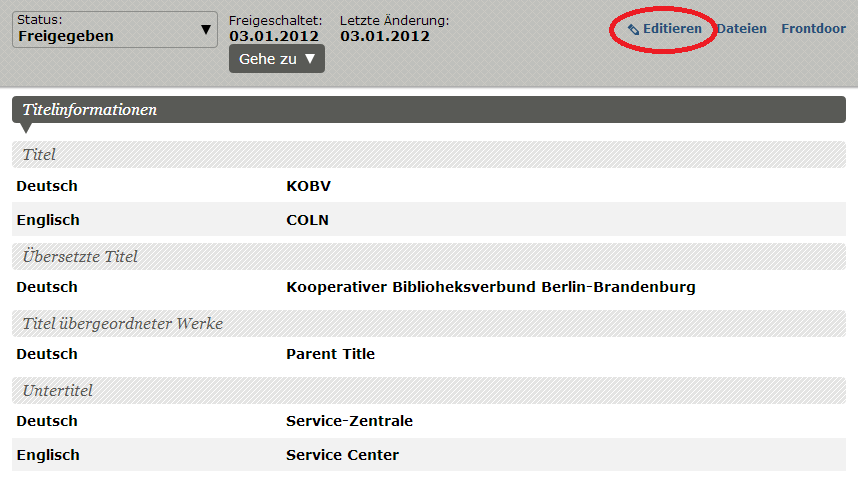 Status:
Freigegeben ▼
Freigeschaltet:
03.01.2012
Letzte Änderung:
03.01.2012
Gehe zu ▼
Editieren Dateien Frontdoor
Titelinformationen
Titel
Deutsch KOBV
Englisch COLN
Übersetzte Titel
Deutsch Kooperativer Biblioheksverbund Berlin-Brandenburg
Titel übergeordneter Werke
Deutsch Parent Title
Untertitel
Deutsch Service-Zentrale
Englisch Service Center